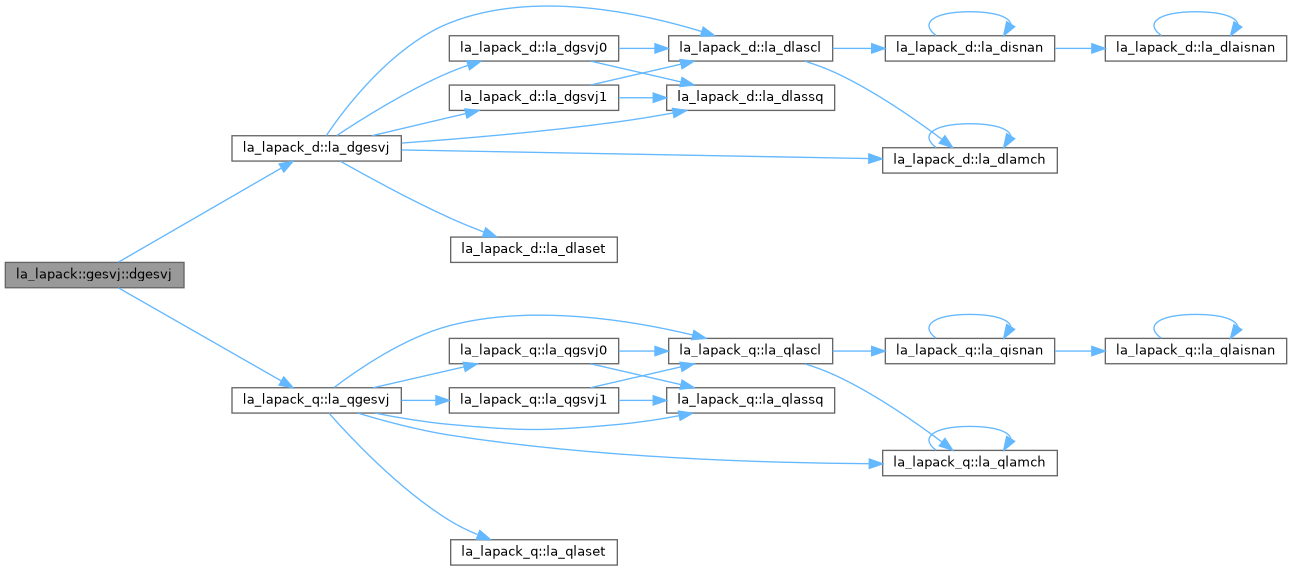 la_lapack::gesvj::dgesvj
la_lapack_d::la_dgesvj
la_lapack_d::la_dgsvj0
la_lapack_d::la_dlascl
la_lapack_d::la_disnan
la_lapack_d::la_dlaisnan
la_lapack_d::la_dgsvj1
la_lapack_d::la_dlassq
la_lapack_d::la_dlamch
la_lapack_d::la_dlaset
la_lapack_q::la_qgesvj
la_lapack_q::la_qgsvj0
la_lapack_q::la_qlascl
la_lapack_q::la_qisnan
la_lapack_q::la_qlaisnan
la_lapack_q::la_qgsvj1
la_lapack_q::la_qlassq
la_lapack_q::la_qlamch
la_lapack_q::la_qlaset